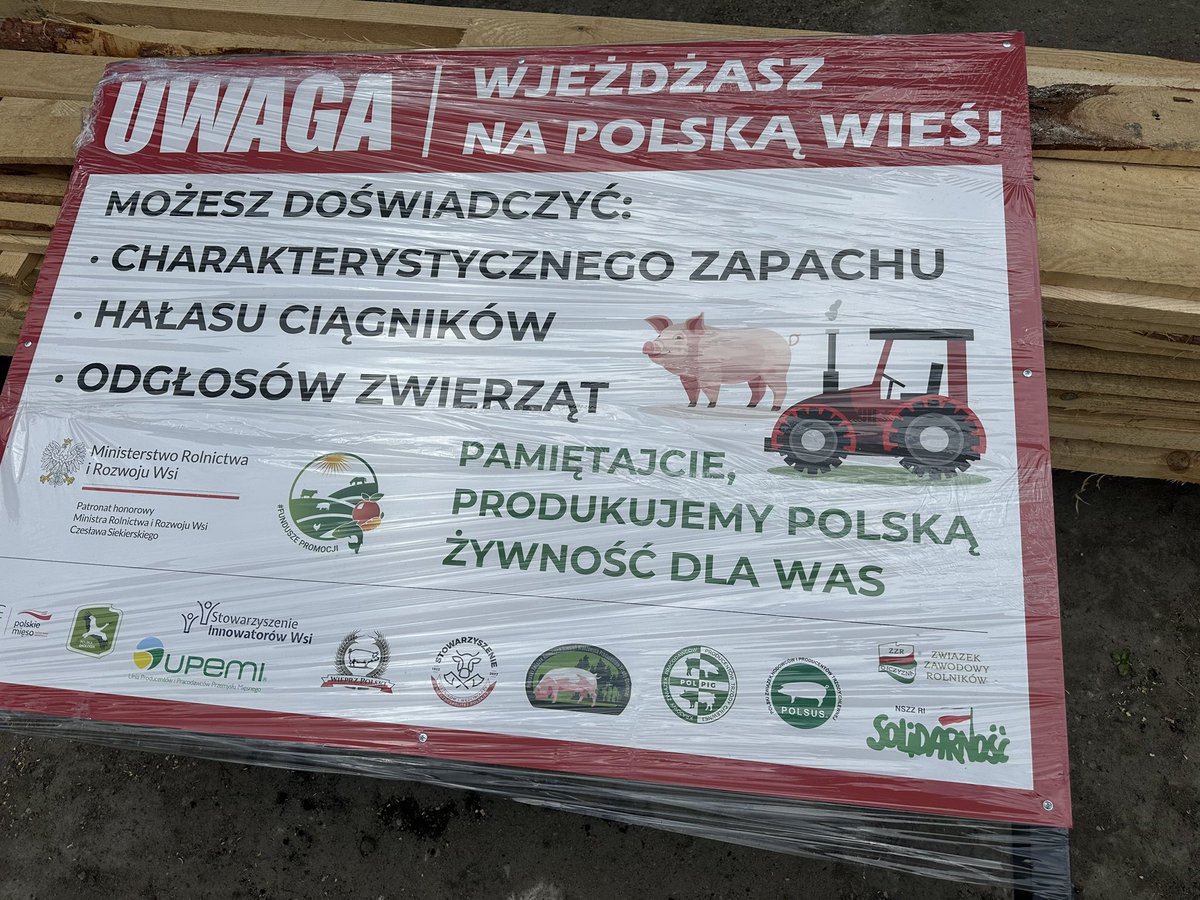 UWAGA
WJEŻDŻASZ
NA POLSKĄ WIEŚ!
MOŻESZ DOŚWIADCZYĆ:
• CHARAKTERYSTYCZNEGO ZAPACHU
• HAŁASU CIĄGNIKÓW
• ODGŁOSÓW ZWIERZĄT
PAMIĘTAJCIE,
PRODUKUJEMY POLSKĄ
ŻYWNOŚĆ DLA WAS
Ministerstwo Rolnictwa
i Rozwoju Wsi
Patronat honorowy
Ministra Rolnictwa i Rozwoju Wsi
Czesława Siekierskiego
#FUNDUSZE PROMOCJI
polskie
mięso
UPEMI
Unia Producentów i Pracodawców Przemysłu Mięsnego
Stowarzyszenie
Innowatorów Wsi
STOWARZYSZENIE
POLPIG
POLSUS
ZZR
OJCZYZNA
ZWIĄZEK
ZAWODOWY
ROLNIKÓW
NSZZ RI
SOLIDARNOŚĆ